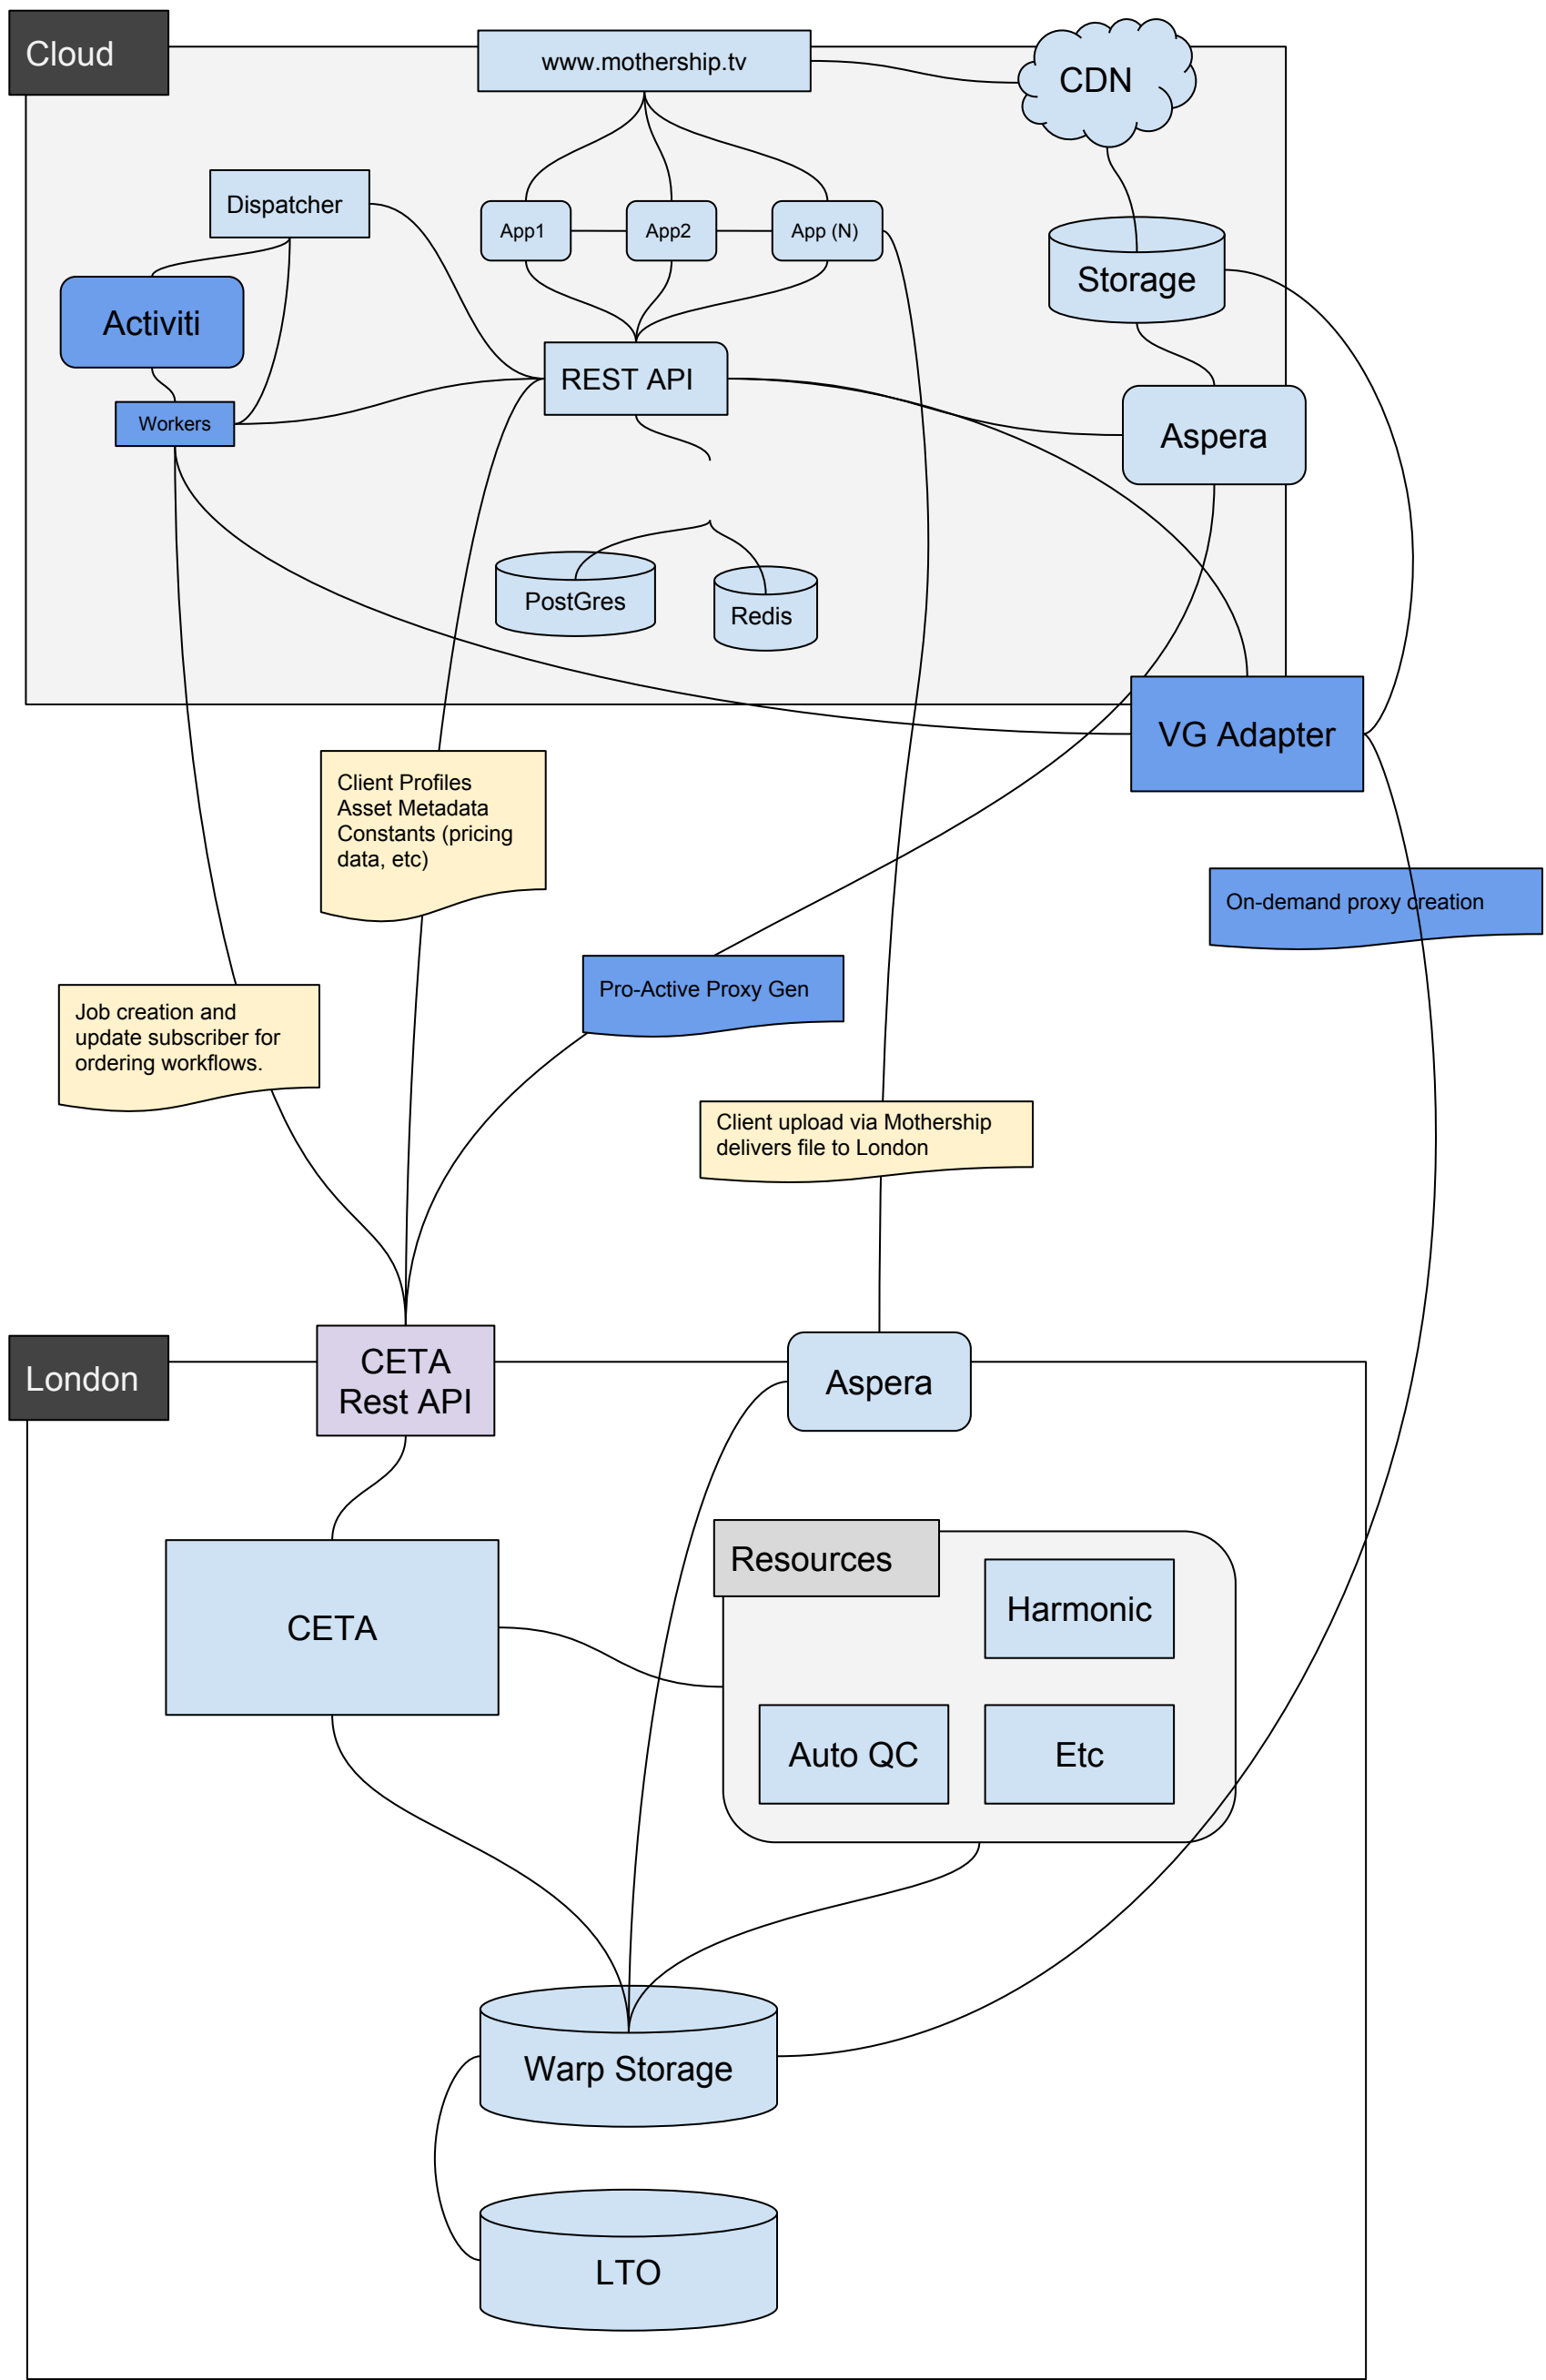 Cloud
www.mothership.tv
CDN
Dispatcher
App1
App2
App (N)
Storage
Activiti
REST API
Workers
Aspera
PostGres
Redis
VG Adapter
Client Profiles
Asset Metadata
Constants (pricing
data, etc)
On-demand proxy creation
Pro-Active Proxy Gen
Job creation and
update subscriber for
ordering workflows.
Client upload via Mothership
delivers file to London
London
CETA
Rest API
Aspera
Resources
Harmonic
CETA
Auto QC
Etc
Warp Storage
LTO